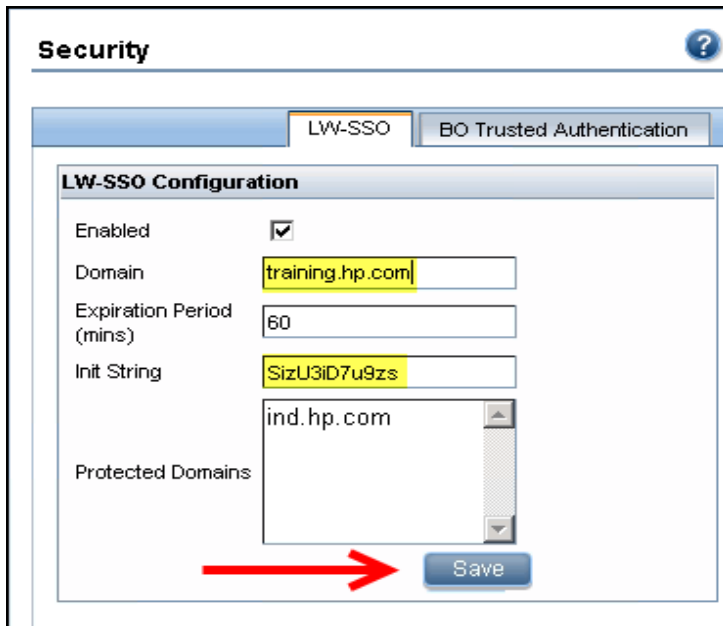 Security
?
LW-SSO
BO Trusted Authentication
LW-SSO Configuration
Enabled
Domain
training.hp.com
Expiration Period
(mins)
60
Init String
SizU3iD7u9zs
Protected Domains
ind.hp.com
Save